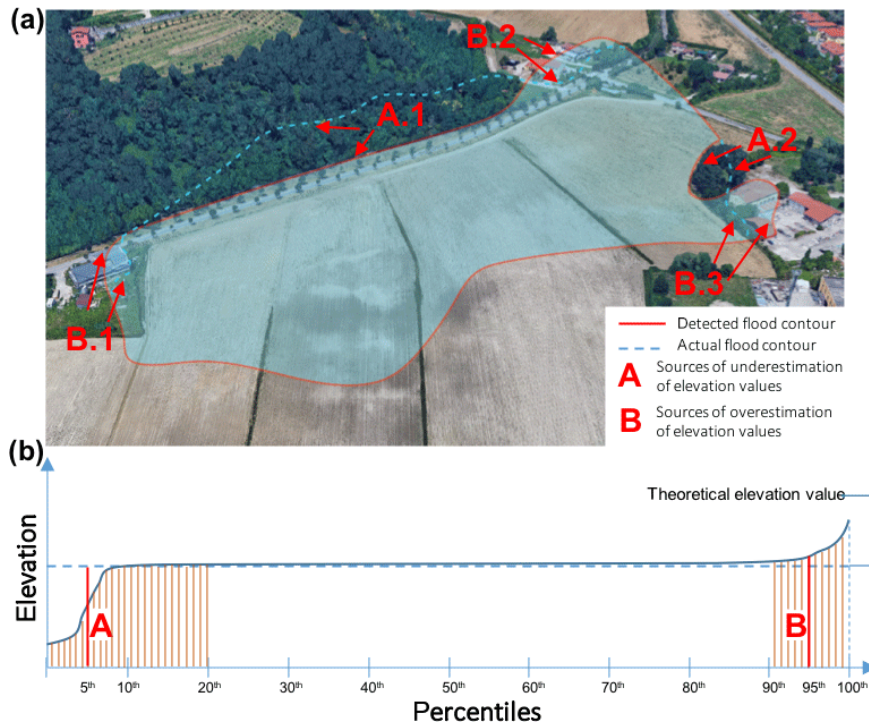 (a)
B.2
A.1
A.2
B.3
B.1
Detected flood contour
Actual flood contour
A Sources of underestimation
of elevation values
B Sources of overestimation
of elevation values
(b)
Theoretical elevation value
Elevation
A
B
5th 10th 20th 30th 40th 50th 60th 70th 80th 90th 95th 100th
Percentiles